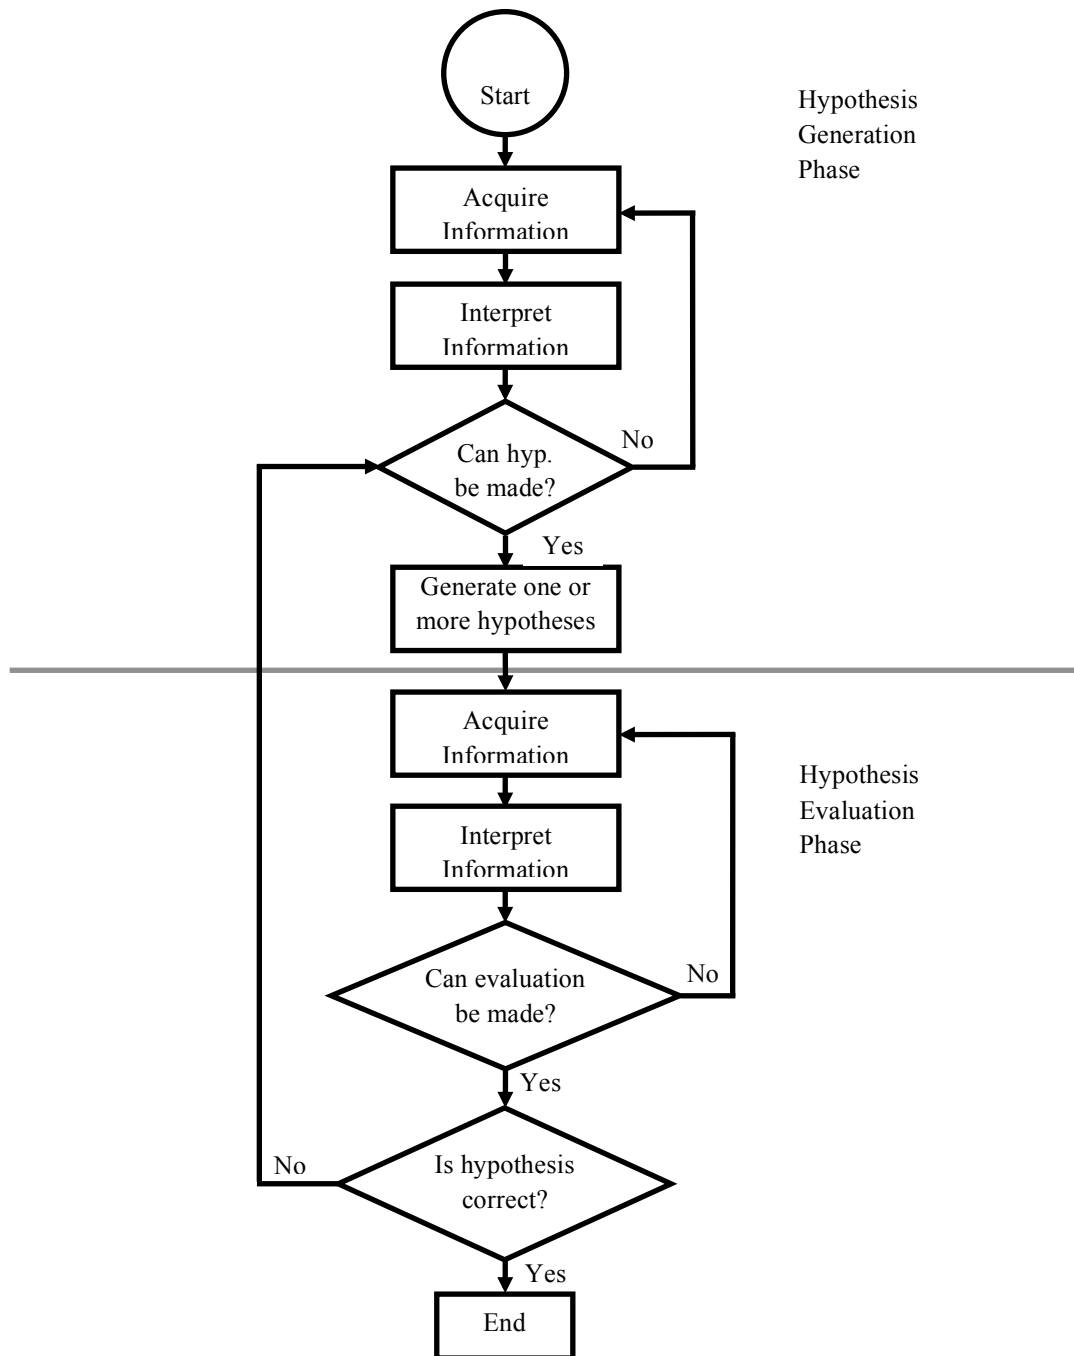 Start
Hypothesis
Generation
Phase
Acquire
Information
Interpret
Information
Can hyp.
be made?
No
Yes
Generate one or
more hypotheses
Acquire
Information
Hypothesis
Evaluation
Phase
Interpret
Information
Can evaluation
be made?
No
Yes
Is hypothesis
correct?
No
Yes
End